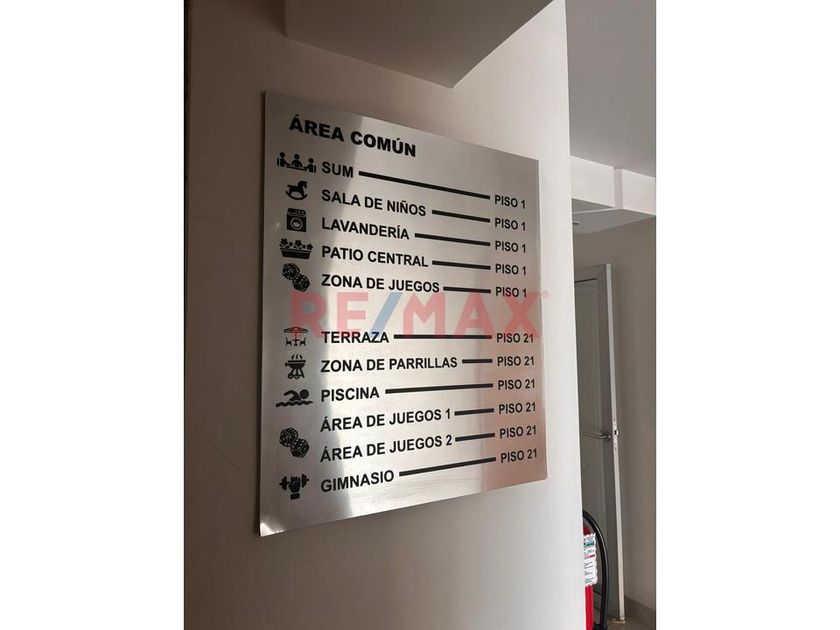 ÁREA COMÚN
SUM PISO 1
SALA DE NIÑOS PISO 1
LAVANDERÍA PISO 1
PATIO CENTRAL PISO 1
ZONA DE JUEGOS PISO 1
RE/MAX®
TERRAZA PISO 21
ZONA DE PARRILLAS PISO 21
PISCINA PISO 21
ÁREA DE JUEGOS 1 PISO 21
ÁREA DE JUEGOS 2 PISO 21
GIMNASIO PISO 21